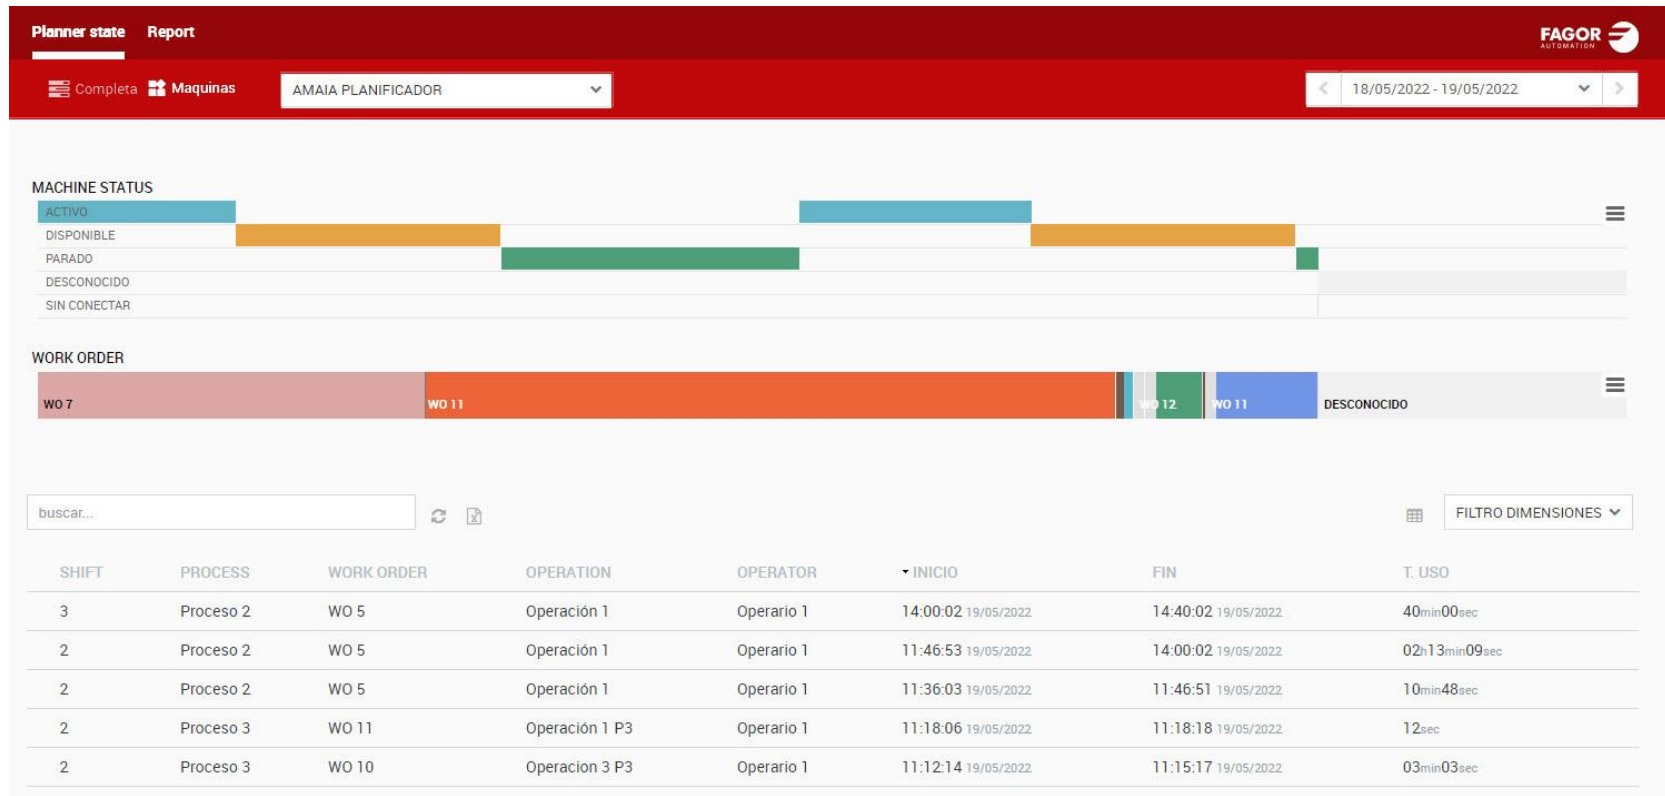 Planner state Report FAGOR AUTOMATION
Completa Maquinas AMAIA PLANIFICADOR 18/05/2022 - 19/05/2022
MACHINE STATUS
ACTIVO
DISPONIBLE
PARADO
DESCONOCIDO
SIN CONECTAR
WORK ORDER
WO 7 WO 11 WO 12 WO 11 DESCONOCIDO
buscar... FILTRO DIMENSIONES
SHIFT PROCESS WORK ORDER OPERATION OPERATOR INICIO FIN T. USO
3 Proceso 2 WO 5 Operación 1 Operario 1 14:00:02 19/05/2022 14:40:02 19/05/2022 40min00sec
2 Proceso 2 WO 5 Operación 1 Operario 1 11:46:53 19/05/2022 14:00:02 19/05/2022 02h13min09sec
2 Proceso 2 WO 5 Operación 1 Operario 1 11:36:03 19/05/2022 11:46:51 19/05/2022 10min48sec
2 Proceso 3 WO 11 Operación 1 P3 Operario 1 11:18:06 19/05/2022 11:18:18 19/05/2022 12sec
2 Proceso 3 WO 10 Operacion 3 P3 Operario 1 11:12:14 19/05/2022 11:15:17 19/05/2022 03min03sec